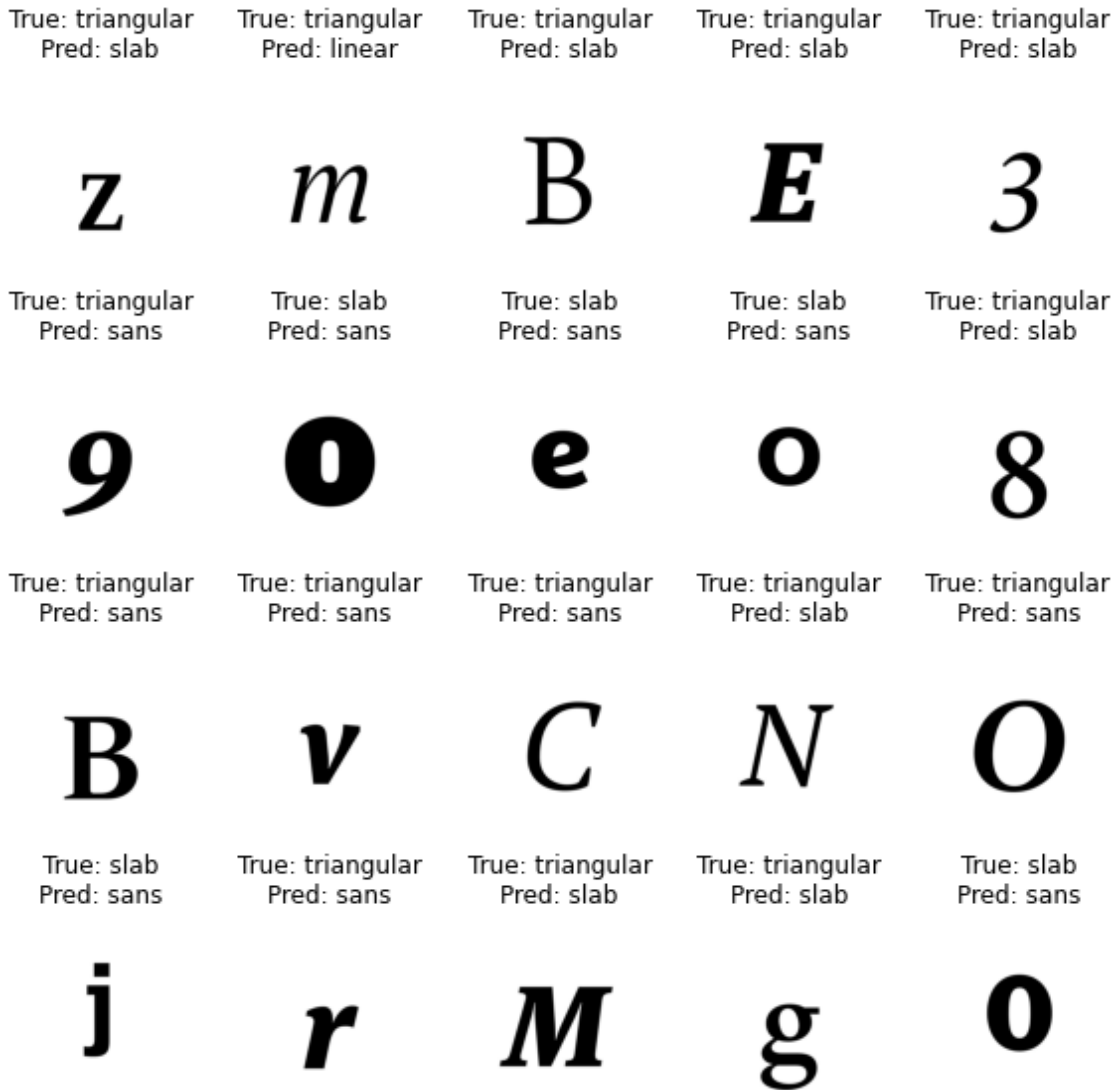 True: triangular True: triangular True: triangular True: triangular True: triangular
Pred: slab Pred: linear Pred: slab Pred: slab Pred: slab
z m B E 3
True: triangular True: slab True: slab True: slab True: triangular
Pred: sans Pred: sans Pred: sans Pred: sans Pred: slab
9 0 e o 8
True: triangular True: triangular True: triangular True: triangular True: triangular
Pred: sans Pred: sans Pred: sans Pred: slab Pred: sans
B v C N O
True: slab True: triangular True: triangular True: triangular True: slab
Pred: sans Pred: sans Pred: slab Pred: slab Pred: sans
j r M g 0